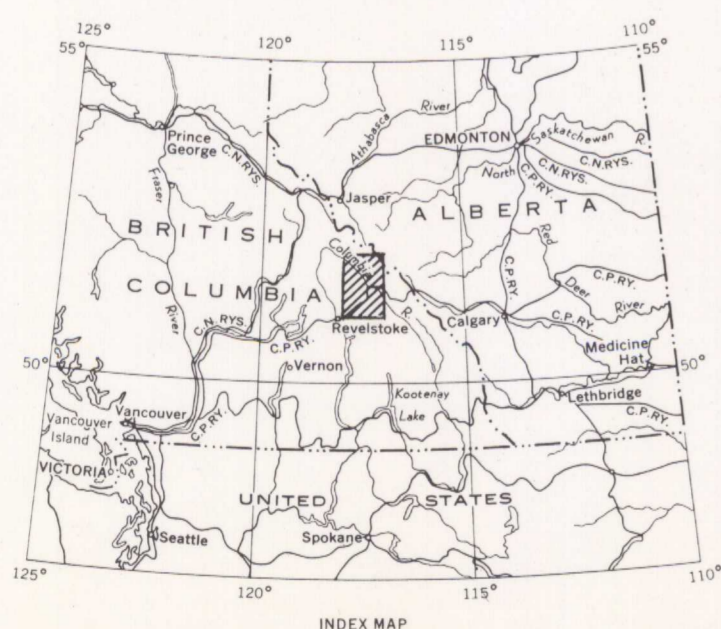 125°
120°
115°
110°
55°
55°
River
Athabasca
EDMONTON
Saskatchewan
R.
Prince
George
C.N.RYS.
C.N.RYS.
C.N.RYS.
North
C.P.RY.
Fraser
Jasper
ALBERTA
BRITISH
Red
Columbia
COLUMBIA
C.P.RY.
C.P.RY.
Deer
River
River
C.N. RYS.
R.
Revelstoke
Calgary
C.P.RY.
C.P.RY.
Medicine
Hat
50°
50°
Vernon
Kootenay
Lake
Lethbridge
C.P.RY.
Vancouver
C.P.RY.
Vancouver
Island
VICTORIA
UNITED STATES
Seattle
Spokane
125°
120°
115°
110°
INDEX MAP